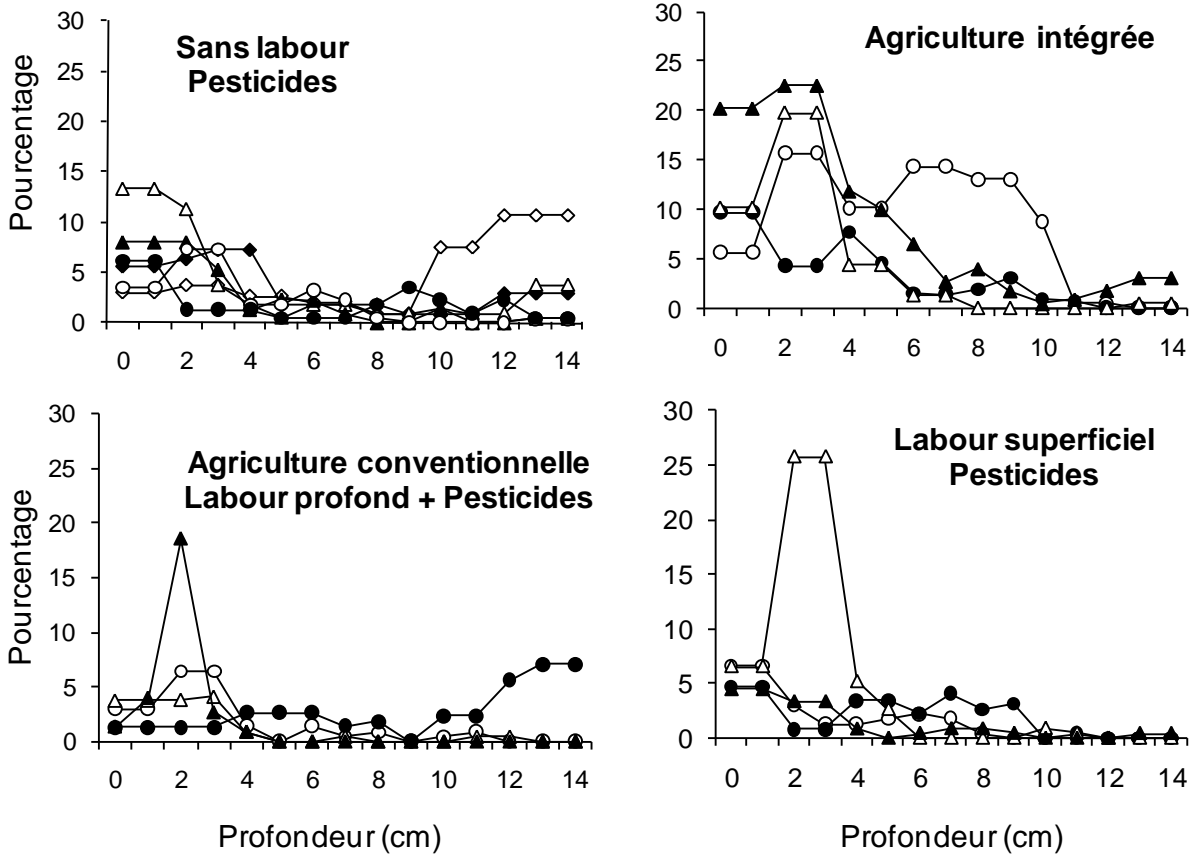 Sans labour
Pesticides
Pourcentage
30
25
20
15
10
5
0
0 2 4 6 8 10 12 14
Agriculture intégrée
30
25
20
15
10
5
0
0 2 4 6 8 10 12 14
Agriculture conventionnelle
Labour profond + Pesticides
Pourcentage
30
25
20
15
10
5
0
0 2 4 6 8 10 12 14
Profondeur (cm)
Labour superficiel
Pesticides
30
25
20
15
10
5
0
0 2 4 6 8 10 12 14
Profondeur (cm)